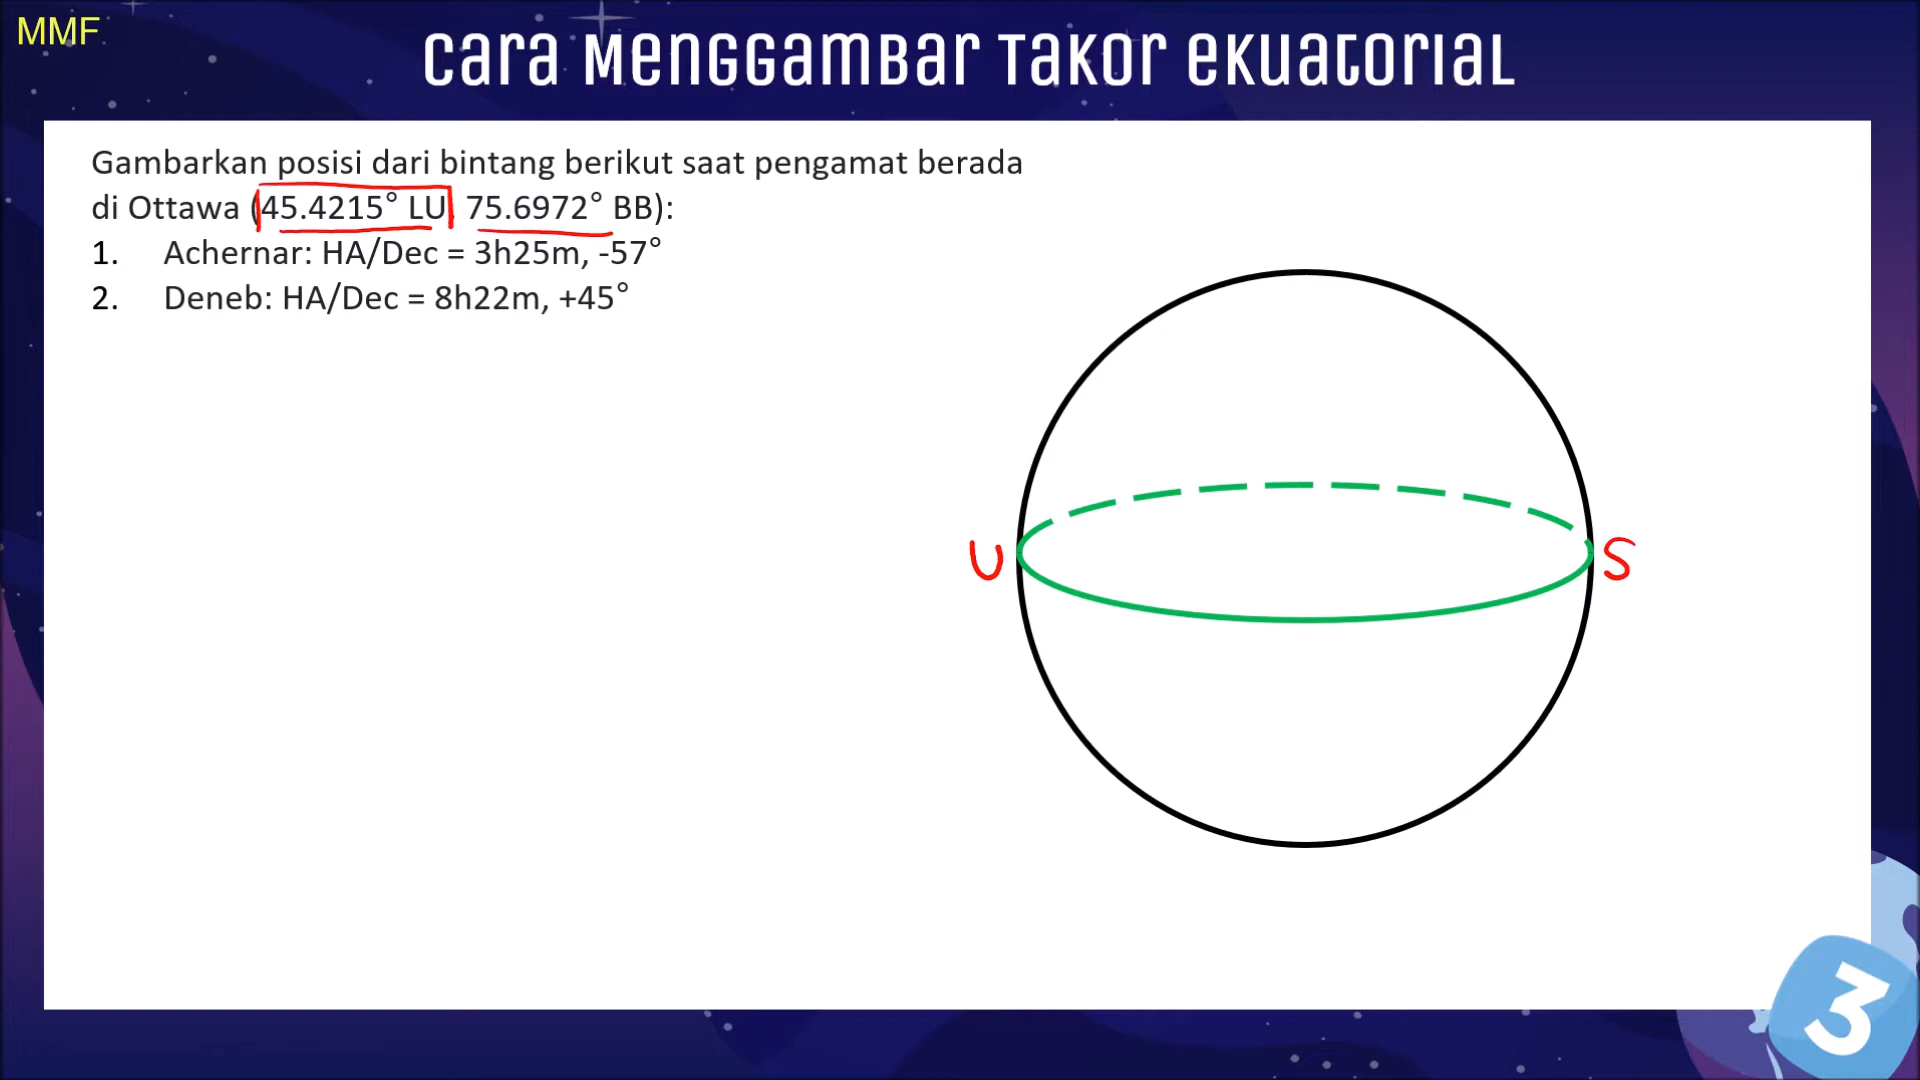 MMF
Cara Menggambar Takor Ekuatorial
Gambarkan posisi dari bintang berikut saat pengamat berada
di Ottawa (45.4215° LU, 75.6972° BB):
1. Achernar: HA/Dec = 3h25m, -57°
2. Deneb: HA/Dec = 8h22m, +45°
U
S
3